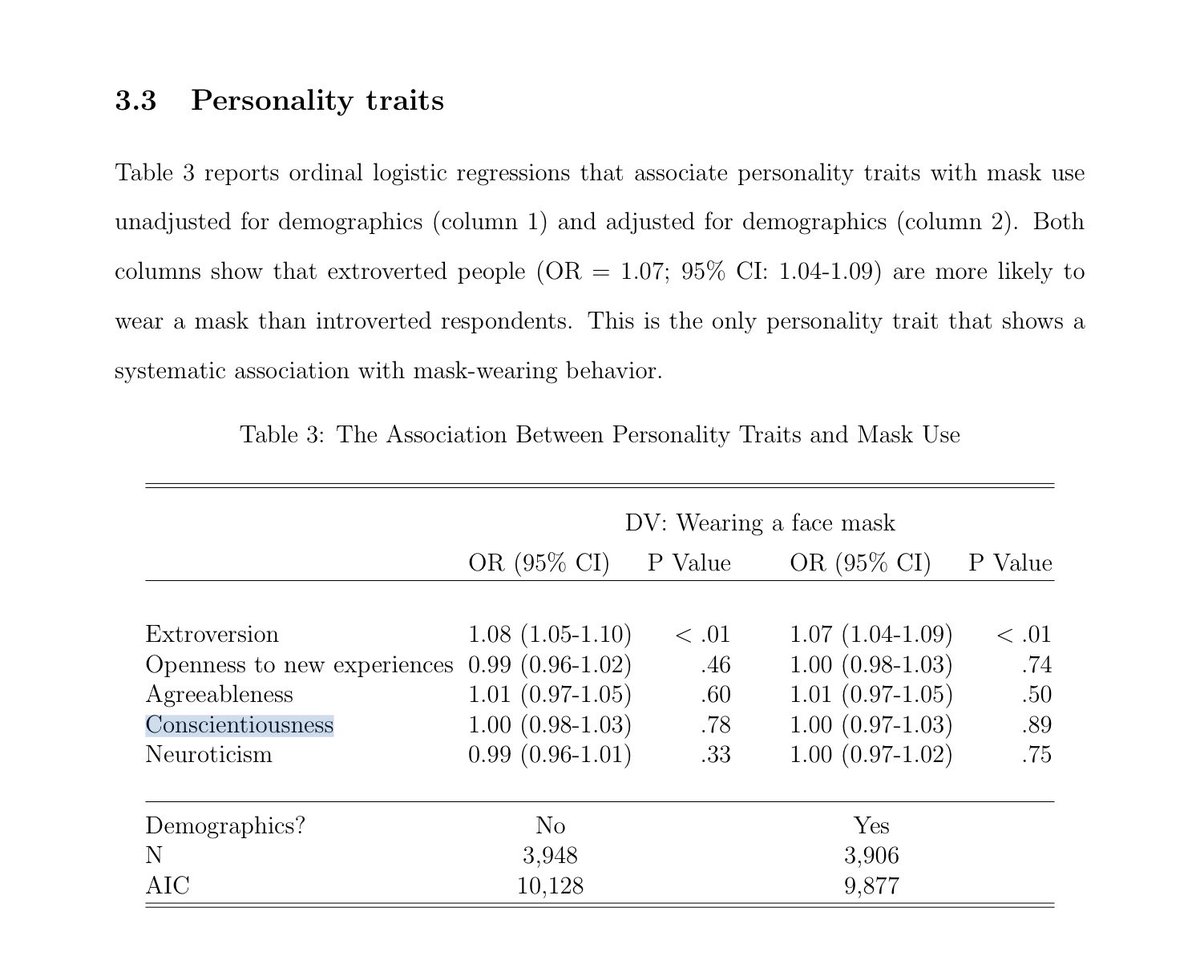 3.3 Personality traits
Table 3 reports ordinal logistic regressions that associate personality traits with mask use
unadjusted for demographics (column 1) and adjusted for demographics (column 2). Both
columns show that extroverted people (OR = 1.07; 95% CI: 1.04-1.09) are more likely to
wear a mask than introverted respondents. This is the only personality trait that shows a
systematic association with mask-wearing behavior.
Table 3: The Association Between Personality Traits and Mask Use
DV: Wearing a face mask
OR (95% CI) P Value OR (95% CI) P Value
Extroversion 1.08 (1.05-1.10) < .01 1.07 (1.04-1.09) < .01
Openness to new experiences 0.99 (0.96-1.02) .46 1.00 (0.98-1.03) .74
Agreeableness 1.01 (0.97-1.05) .60 1.01 (0.97-1.05) .50
Conscientiousness 1.00 (0.98-1.03) .78 1.00 (0.97-1.03) .89
Neuroticism 0.99 (0.96-1.01) .33 1.00 (0.97-1.02) .75
Demographics? No Yes
N 3,948 3,906
AIC 10,128 9,877